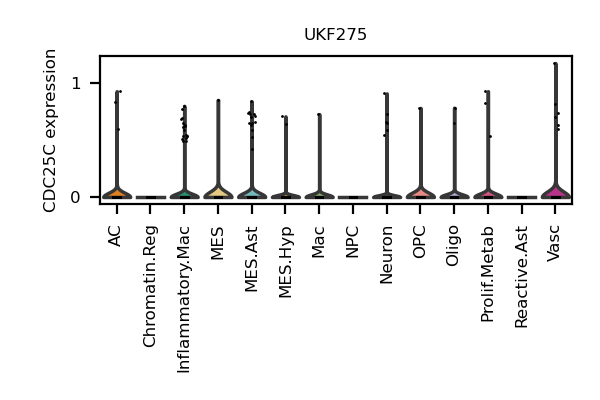 UKF275
CDC25C expression
1
0
AC
Chromatin.Reg
Inflammatory.Mac
MES
MES.Ast
MES.Hyp
Mac
NPC
Neuron
OPC
Oligo
Prolif.Metab
Reactive.Ast
Vasc